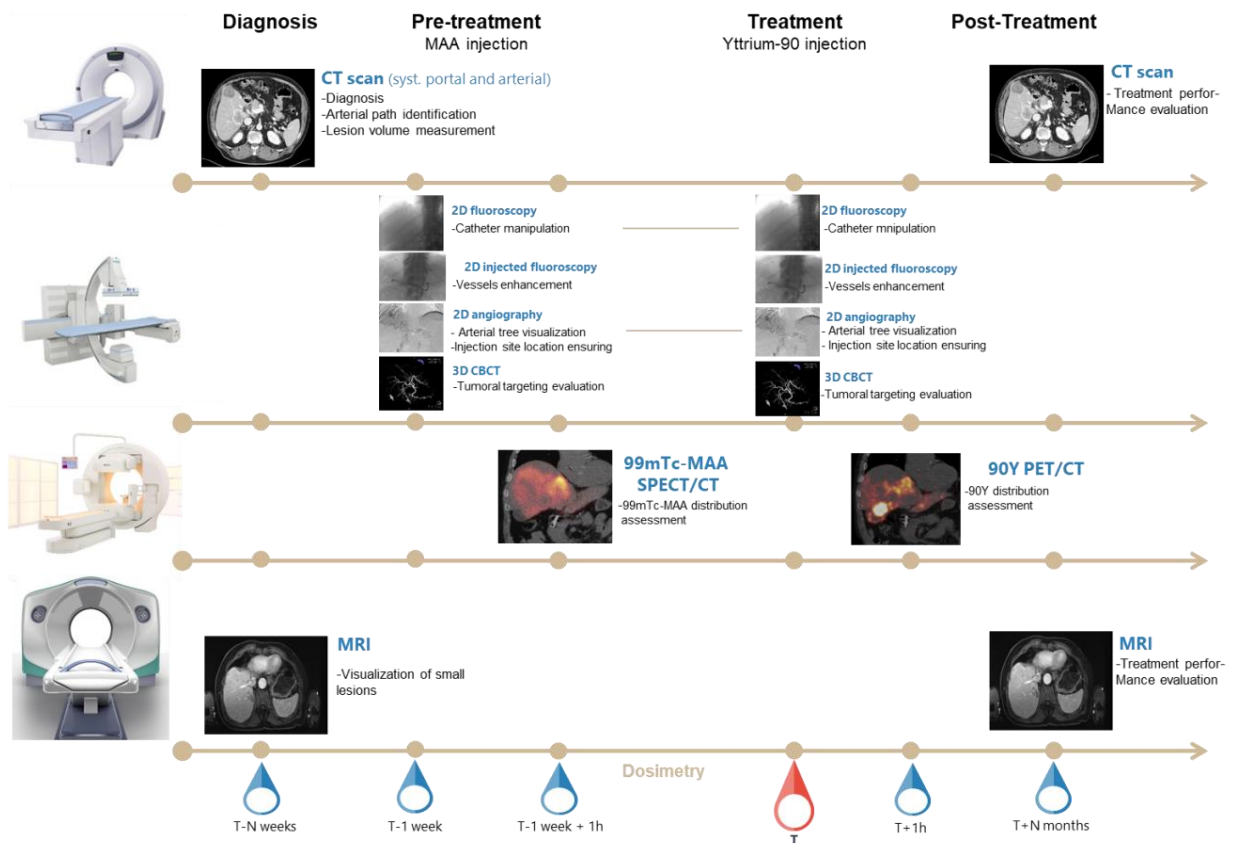 Diagnosis
Pre-treatment
MAA injection
Treatment
Yttrium-90 injection
Post-Treatment
CT scan (syst. portal and arterial)
-Diagnosis
-Arterial path identification
-Lesion volume measurement
CT scan
- Treatment perfor-
Mance evaluation
2D fluoroscopy
-Catheter manipulation
2D injected fluoroscopy
-Vessels enhancement
2D angiography
- Arterial tree visualization
-Injection site location ensuring
3D CBCT
-Tumoral targeting evaluation
2D fluoroscopy
-Catheter mnipulation
2D injected fluoroscopy
-Vessels enhancement
2D angiography
- Arterial tree visualization
- Injection site location ensuring
3D CBCT
-Tumoral targeting evaluation
99mTc-MAA
SPECT/CT
-99mTc-MAA distribution
assessment
90Y PET/CT
-90Y distribution
assessment
MRI
-Visualization of small
lesions
MRI
-Treatment perfor-
Mance evaluation
Dosimetry
T-N weeks
T-1 week
T-1 week + 1h
T
T+1h
T+N months